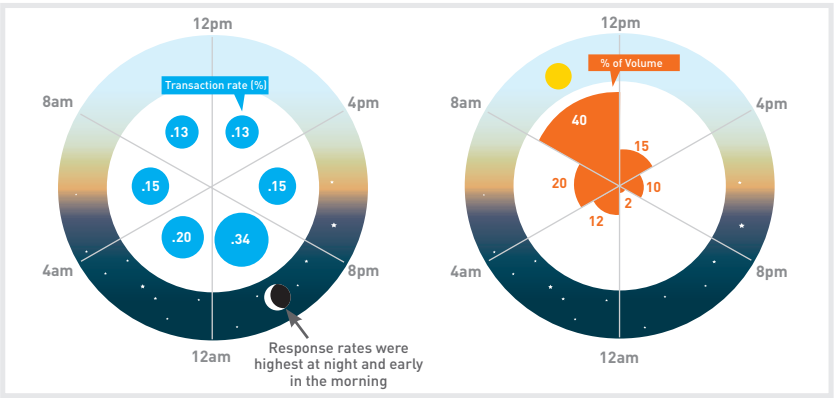 12pm
Transaction rate (%)
8am
4pm
.13
.13
.15
.15
.20
.34
4am
8pm
12am
Response rates were
highest at night and early
in the morning
12pm
% of Volume
8am
4pm
40
15
20
10
2
12
4am
8pm
12am